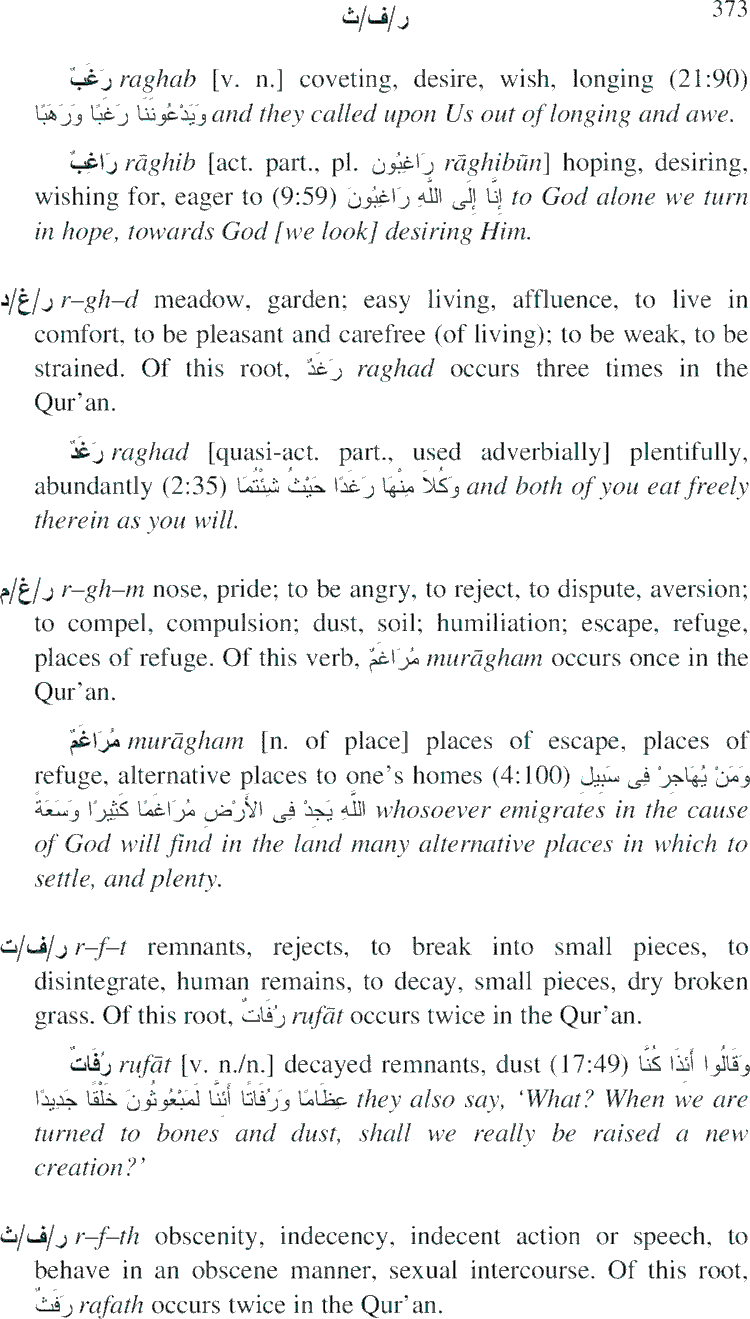 ر/ف/ث 373
رَغَبٌ raghab [v. n.] coveting, desire, wish, longing (21:90)
وَيَدْعُونَنَا رَغَبًا وَرَهَبًا and they called upon Us out of longing and awe.
رَاغِبٌ rāghib [act. part., pl. رَاغِبُون rāghibūn] hoping, desiring,
wishing for, eager to (9:59) إِنَّا إِلَى اللَّهِ رَاغِبُونَ to God alone we turn
in hope, towards God [we look] desiring Him.
ر/غ/د r–gh–d meadow, garden; easy living, affluence, to live in
comfort, to be pleasant and carefree (of living); to be weak, to be
strained. Of this root, رَغَدٌ raghad occurs three times in the
Qur’an.
رَغَدٌ raghad [quasi-act. part., used adverbially] plentifully,
abundantly (2:35) وَكُلاَ مِنْهَا رَغَدًا حَيْثُ شِئْتُمَا and both of you eat freely
therein as you will.
ر/غ/م r–gh–m nose, pride; to be angry, to reject, to dispute, aversion;
to compel, compulsion; dust, soil; humiliation; escape, refuge,
places of refuge. Of this verb, مُرَاغَمٌ murāgham occurs once in the
Qur’an.
مُرَاغَمٌ murāgham [n. of place] places of escape, places of
refuge, alternative places to one’s homes (4:100) وَمَنْ يُهَاجِرْ فِى سَبِيلِ
اللَّهِ يَجِدْ فِى الأَرْضِ مُرَاغَمًا كَثِيرًا وَسَعَةً whosoever emigrates in the cause
of God will find in the land many alternative places in which to
settle, and plenty.
ر/ف/ت r–f–t remnants, rejects, to break into small pieces, to
disintegrate, human remains, to decay, small pieces, dry broken
grass. Of this root, رُفَاتٌ rufāt occurs twice in the Qur’an.
رُفَاتٌ rufāt [v. n./n.] decayed remnants, dust (17:49) وَقَالُوا أَئِذَا كُنَّا
عِظَامًا وَرُفَاتًا أَئِنَّا لَمَبْعُوثُونَ خَلْقًا جَدِيدًا they also say, ‘What? When we are
turned to bones and dust, shall we really be raised a new
creation?’
ر/ف/ث r–f–th obscenity, indecency, indecent action or speech, to
behave in an obscene manner, sexual intercourse. Of this root,
رَفَثٌ rafath occurs twice in the Qur’an.